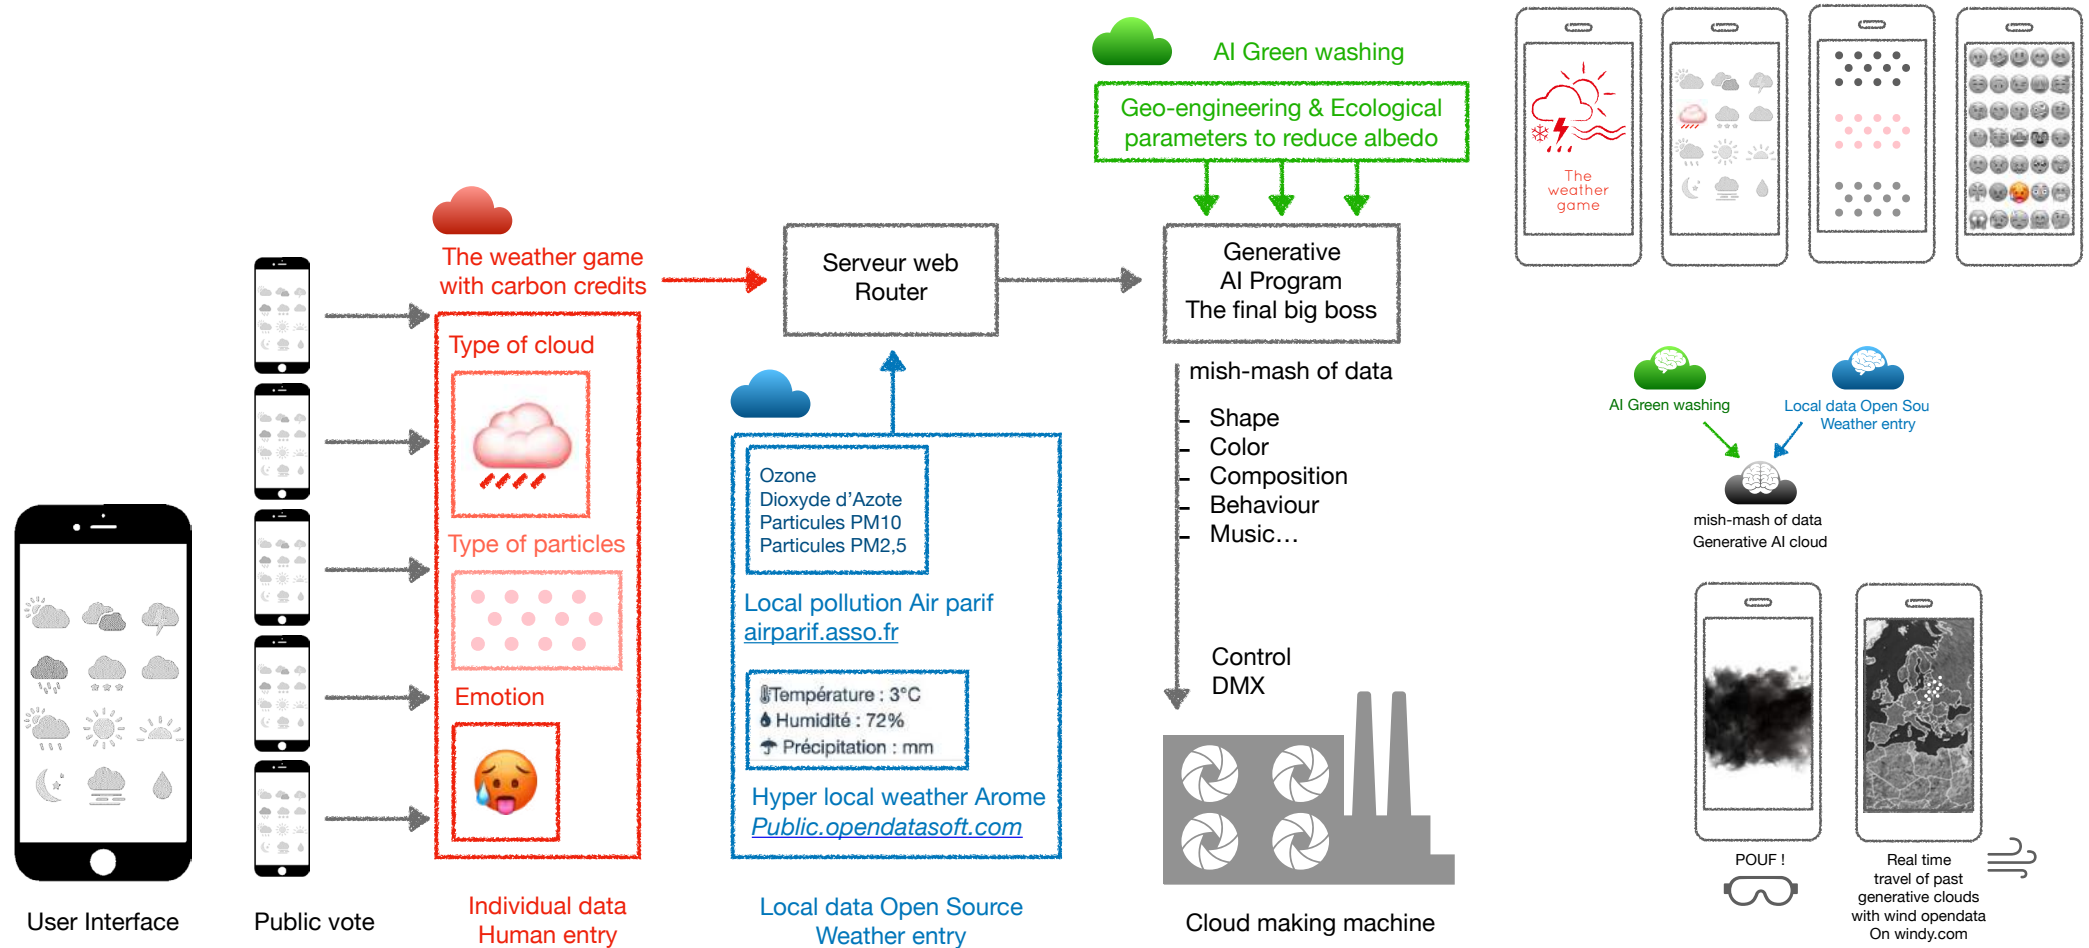 User Interface
Public vote
The weather game
with carbon credits
Type of cloud
Type of particles
Emotion
Individual data
Human entry
Serveur web
Router
Ozone
Dioxyde d'Azote
Particules PM10
Particules PM2,5
Local pollution Air parif
airparif.asso.fr
Température : 3°C
Humidité : 72%
Précipitation : mm
Hyper local weather Arome
Public.opendatasoft.com
Local data Open Source
Weather entry
AI Green washing
Geo-engineering & Ecological
parameters to reduce albedo
Generative
AI Program
The final big boss
mish-mash of data
- Shape
- Color
- Composition
- Behaviour
- Music…
Control
DMX
Cloud making machine
The
weather
game
AI Green washing
Local data Open Sou
Weather entry
mish-mash of data
Generative AI cloud
POUF !
Real time
travel of past
generative clouds
with wind opendata
On windy.com